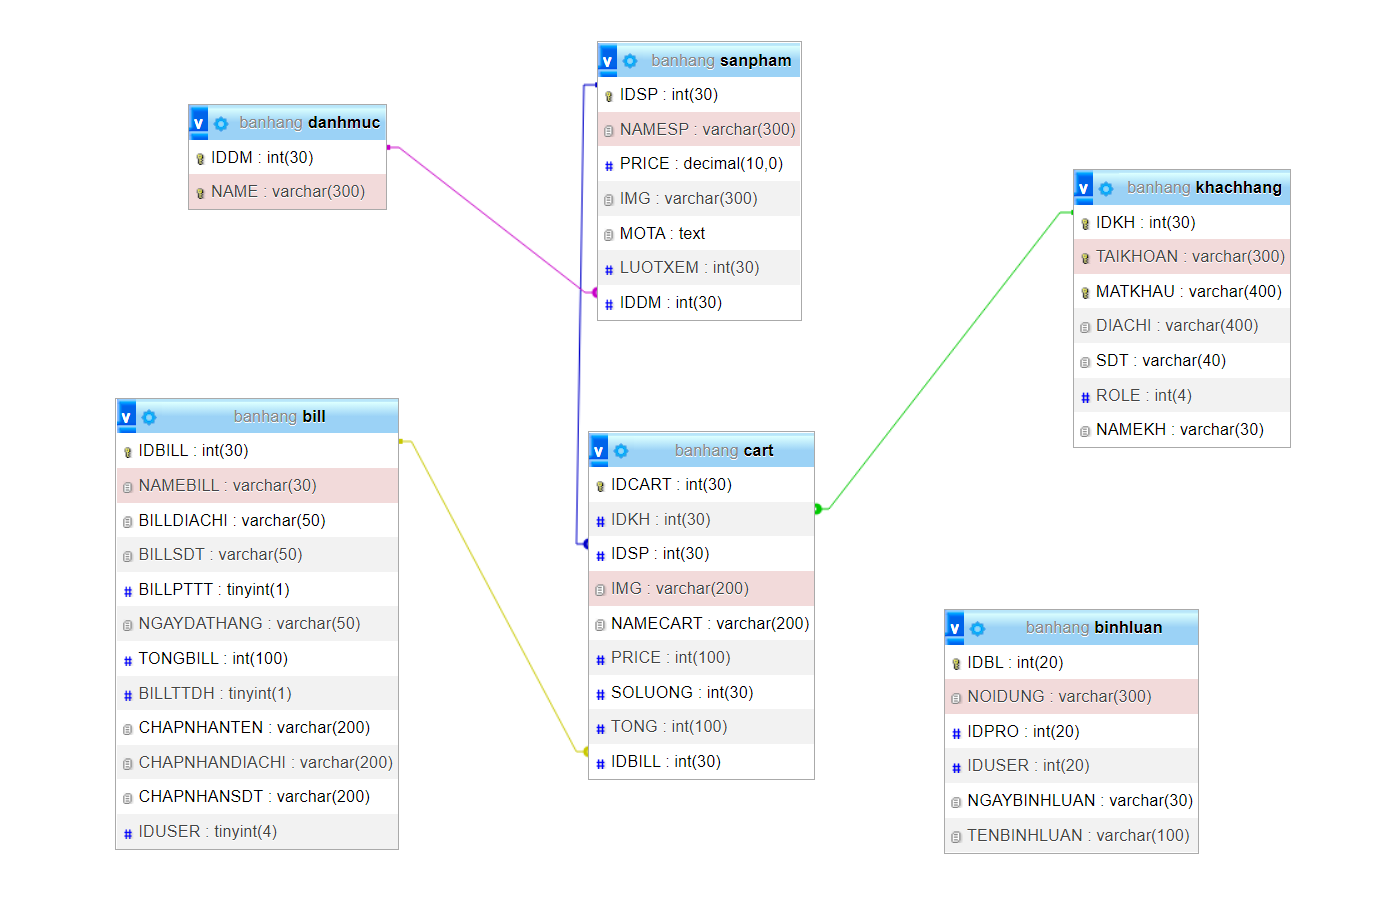 v banhang danhmuc
IDDM : int(30)
NAME : varchar(300)
v banhang sanpham
IDSP : int(30)
NAMESP : varchar(300)
PRICE : decimal(10,0)
IMG : varchar(300)
MOTA : text
LUOTXEM : int(30)
IDDM : int(30)
v banhang khachhang
IDKH : int(30)
TAIKHOAN : varchar(300)
MATKHAU : varchar(400)
DIACHI : varchar(400)
SDT : varchar(40)
ROLE : int(4)
NAMEKH : varchar(30)
v banhang bill
IDBILL : int(30)
NAMEBILL : varchar(30)
BILLDIACHI : varchar(50)
BILLSDT : varchar(50)
BILLPTTT : tinyint(1)
NGAYDATHANG : varchar(50)
TONGBILL : int(100)
BILLTTDH : tinyint(1)
CHAPNHANTEN : varchar(200)
CHAPNHANDIACHI : varchar(200)
CHAPNHANSDT : varchar(200)
IDUSER : tinyint(4)
v banhang cart
IDCART : int(30)
IDKH : int(30)
IDSP : int(30)
IMG : varchar(200)
NAMECART : varchar(200)
PRICE : int(100)
SOLUONG : int(30)
TONG : int(100)
IDBILL : int(30)
v banhang binhluan
IDBL : int(20)
NOIDUNG : varchar(300)
IDPRO : int(20)
IDUSER : int(20)
NGAYBINHLUAN : varchar(30)
TENBINHLUAN : varchar(100)